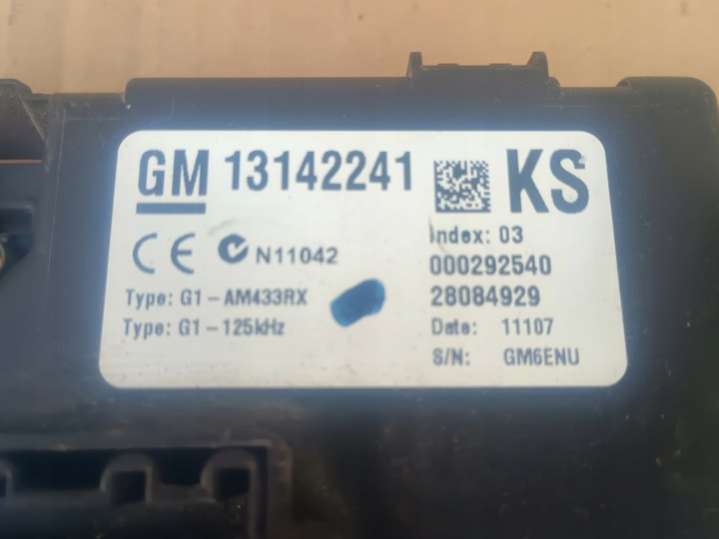 GM 13142241 KS
Index: 03
CE N11042
000292540
Type: G1-AM433RX
28084929
Type: G1-125kHz
Date: 11107
S/N: GM6ENU